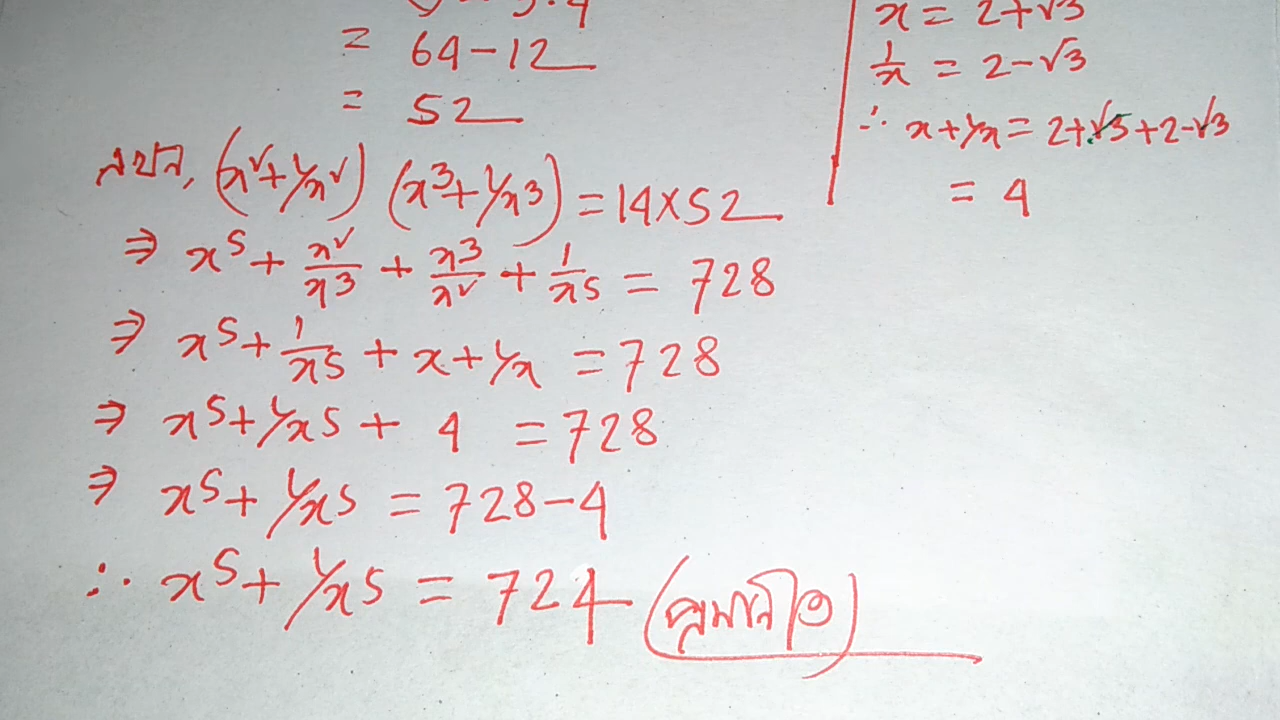 = 64-12
= 52
এখন, (x²+1/x²) (x³+1/x³) = 14×52
⇒ x⁵ + x²/x³ + x³/x² + 1/x⁵ = 728
⇒ x⁵ + 1/x⁵ + x + 1/x = 728
⇒ x⁵ + 1/x⁵ + 4 = 728
⇒ x⁵ + 1/x⁵ = 728-4
∴ x⁵ + 1/x⁵ = 724 (প্রমাণিত)
x = 2+√3
1/x = 2-√3
∴ x+1/x = 2+√3+2-√3
= 4